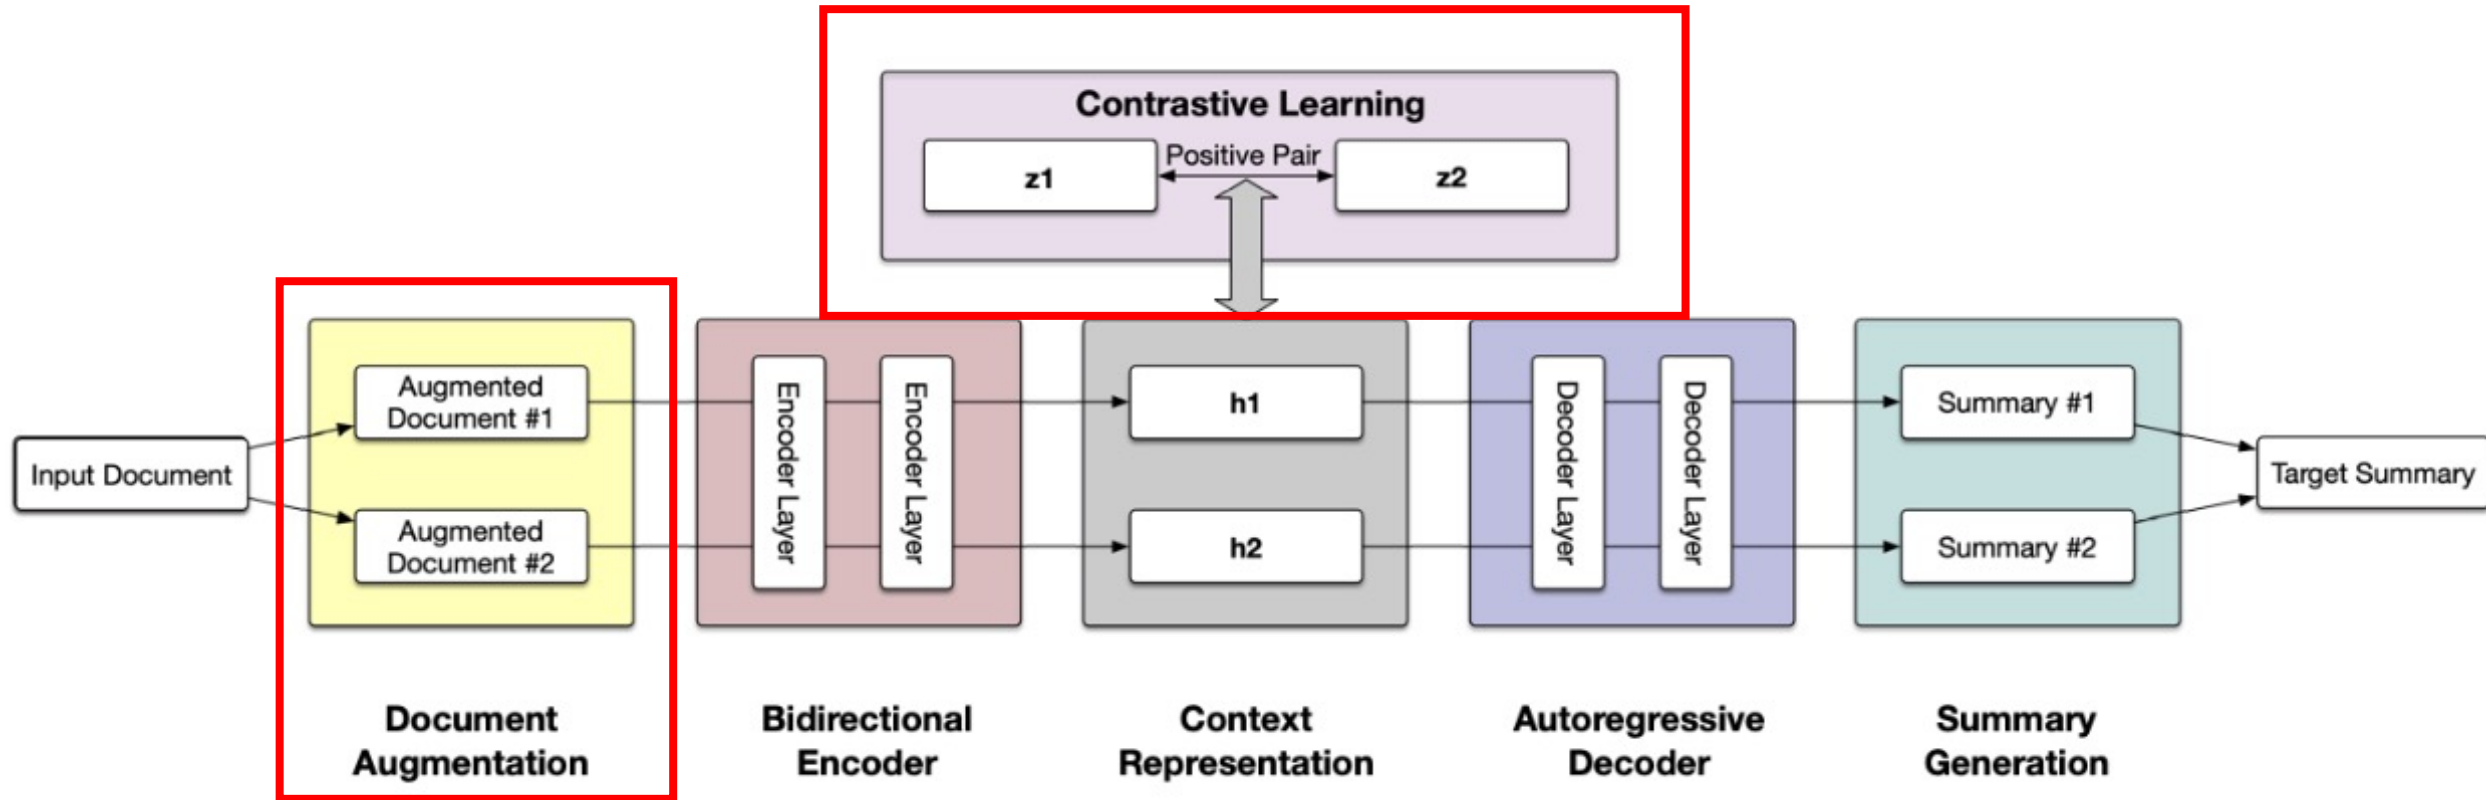 Contrastive Learning
Positive Pair
z1
z2
Input Document
Augmented
Document #1
Augmented
Document #2
Encoder Layer
Encoder Layer
h1
h2
Decoder Layer
Decoder Layer
Summary #1
Summary #2
Target Summary
Document
Augmentation
Bidirectional
Encoder
Context
Representation
Autoregressive
Decoder
Summary
Generation